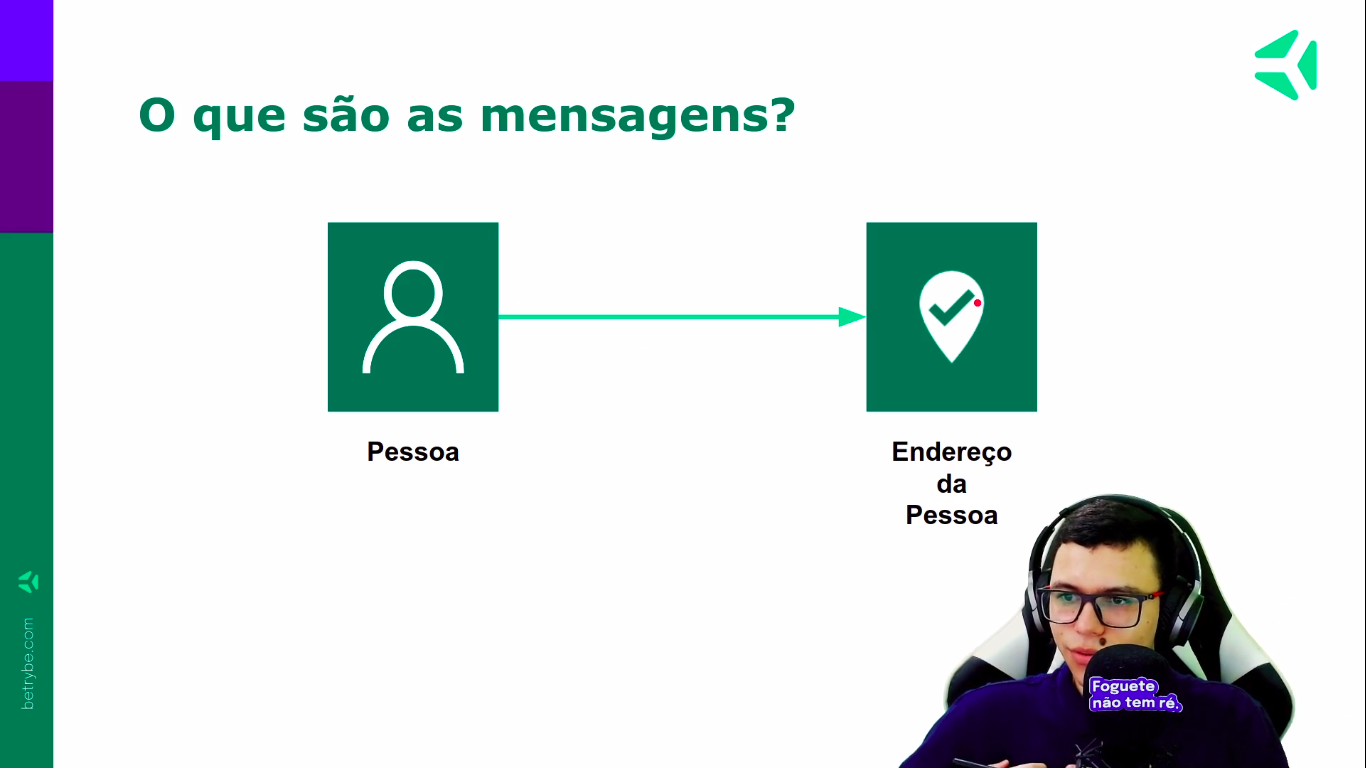 O que são as mensagens?
Pessoa
Endereço
da
Pessoa
betrybe.com
Foguete
não tem ré.